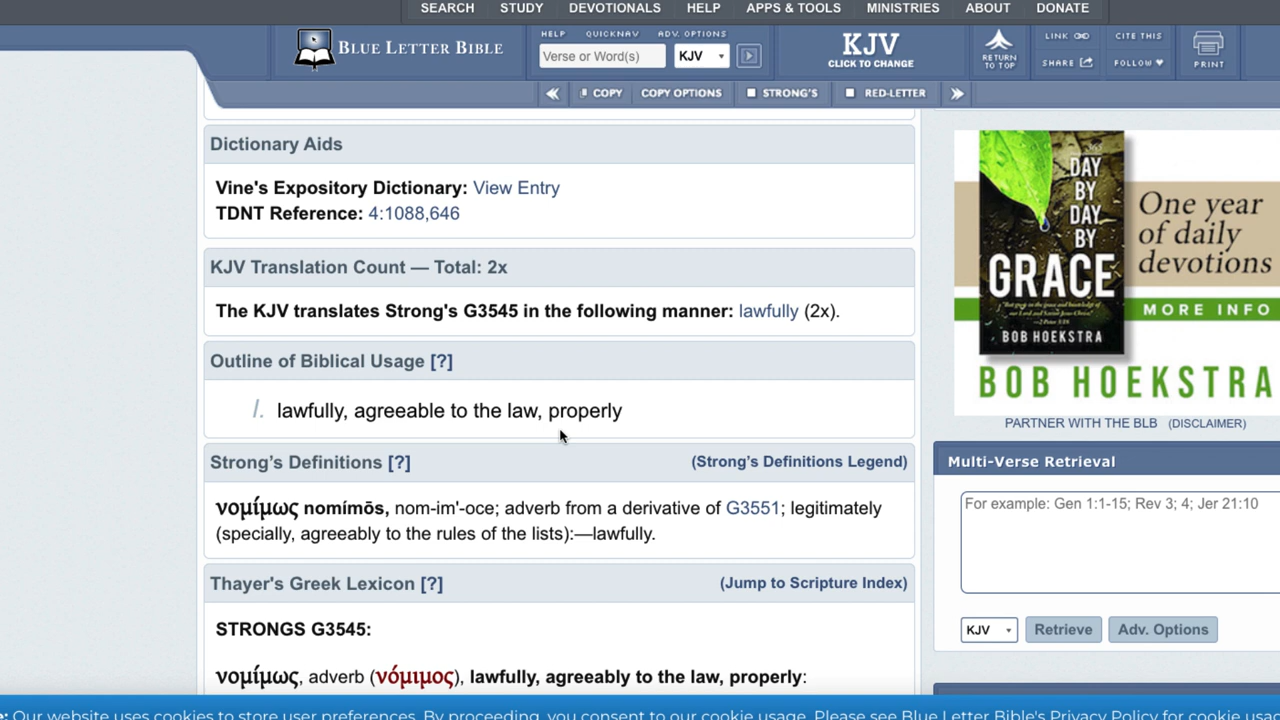 SEARCH STUDY DEVOTIONALS HELP APPS & TOOLS MINISTRIES ABOUT DONATE
BLUE LETTER BIBLE
HELP QUICKNAV ADV. OPTIONS
Verse or Word(s) KJV
KJV
CLICK TO CHANGE
RETURN
TO TOP
LINK
SHARE
CITE THIS
FOLLOW
PRINT
COPY COPY OPTIONS STRONG'S RED-LETTER
Dictionary Aids
Vine's Expository Dictionary: View Entry
TDNT Reference: 4:1088,646
KJV Translation Count — Total: 2x
The KJV translates Strong's G3545 in the following manner: lawfully (2x).
Outline of Biblical Usage [?]
I. lawfully, agreeable to the law, properly
Strong's Definitions [?] (Strong's Definitions Legend)
νομίμως nomímōs, nom-im'-oce; adverb from a derivative of G3551; legitimately
(specially, agreeably to the rules of the lists):—lawfully.
Thayer's Greek Lexicon [?] (Jump to Scripture Index)
STRONGS G3545:
νομίμως, adverb (νόμιμος), lawfully, agreeably to the law, properly:
DAY
BY
DAY
BY
GRACE
BOB HOEKSTRA
One year
of daily
devotions
MORE INFO
BOB HOEKSTRA
PARTNER WITH THE BLB (DISCLAIMER)
Multi-Verse Retrieval
For example: Gen 1:1-15; Rev 3; 4; Jer 21:10
KJV Retrieve Adv. Options
e: Our website uses cookies to store user preferences. By proceeding, you consent to our cookie usage. Please see Blue Letter Bible's Privacy Policy for cookie usag